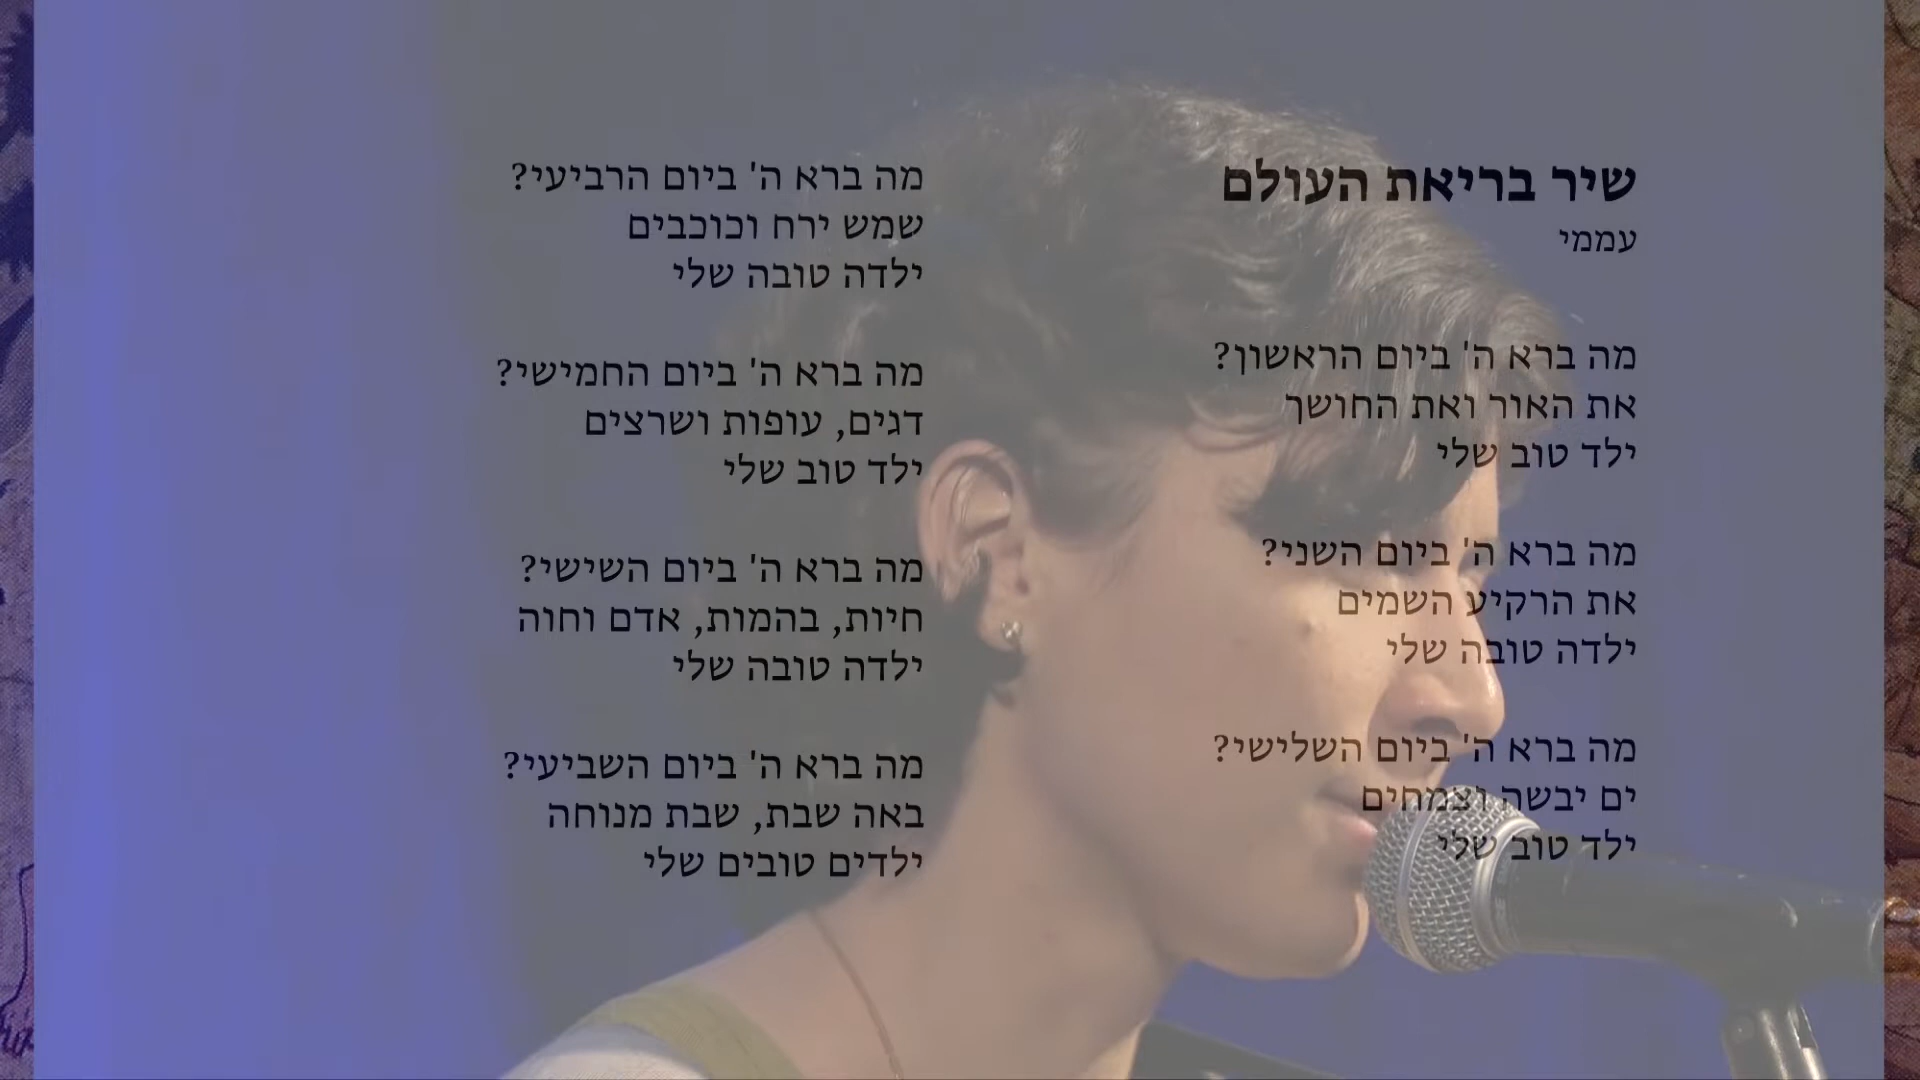 שיר בריאת העולם
עממי
מה ברא ה' ביום הראשון?
את האור ואת החושך
ילד טוב שלי
מה ברא ה' ביום השני?
את הרקיע השמים
ילדה טובה שלי
מה ברא ה' ביום השלישי?
ים יבשה וצמחים
ילד טוב שלי
מה ברא ה' ביום הרביעי?
שמש ירח וכוכבים
ילדה טובה שלי
מה ברא ה' ביום החמישי?
דגים, עופות ושרצים
ילד טוב שלי
מה ברא ה' ביום השישי?
חיות, בהמות, אדם וחוה
ילדה טובה שלי
מה ברא ה' ביום השביעי?
באה שבת, שבת מנוחה
ילדים טובים שלי